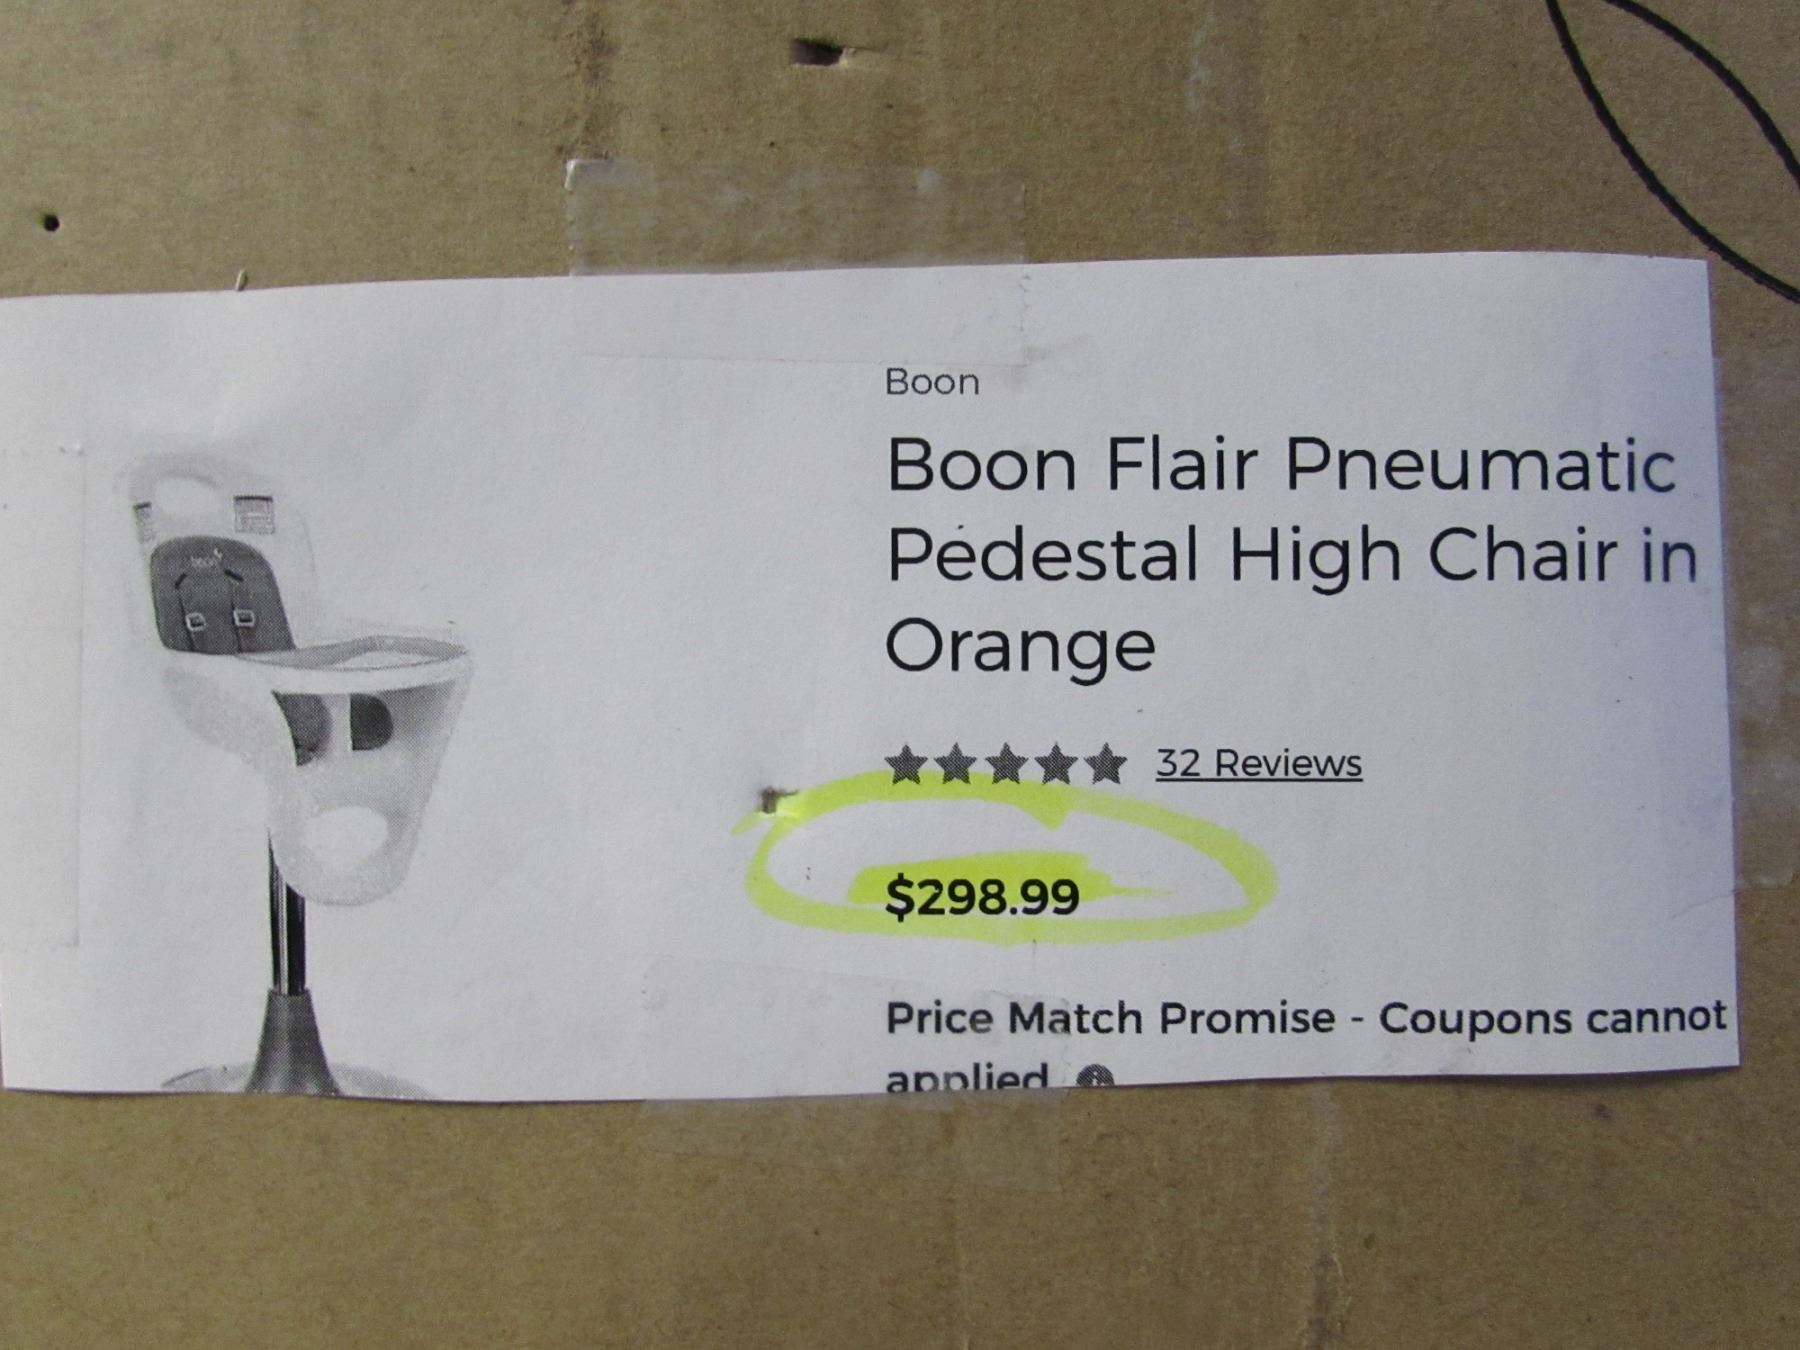 Boon
Boon Flair Pneumatic
Pedestal High Chair in
Orange
32 Reviews
$298.99
Price Match Promise - Coupons cannot
applied
boon